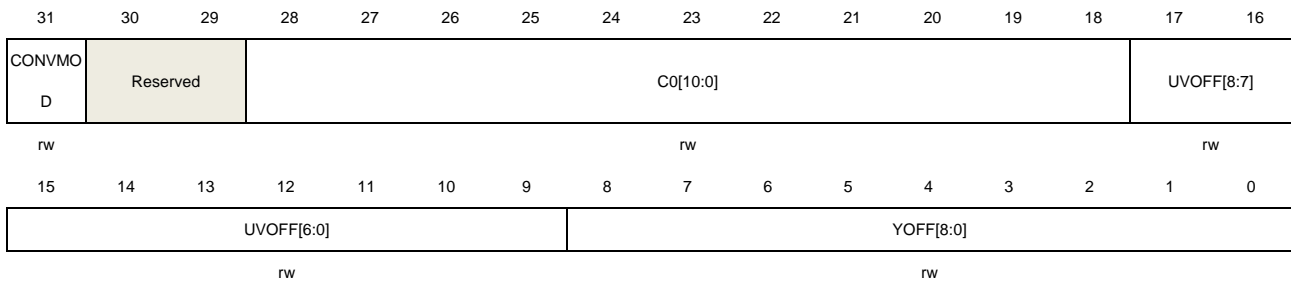 31 30 29 28 27 26 25 24 23 22 21 20 19 18 17 16
CONVMO
D
Reserved
C0[10:0]
UVOFF[8:7]
rw rw rw
15 14 13 12 11 10 9 8 7 6 5 4 3 2 1 0
UVOFF[6:0] YOFF[8:0]
rw rw